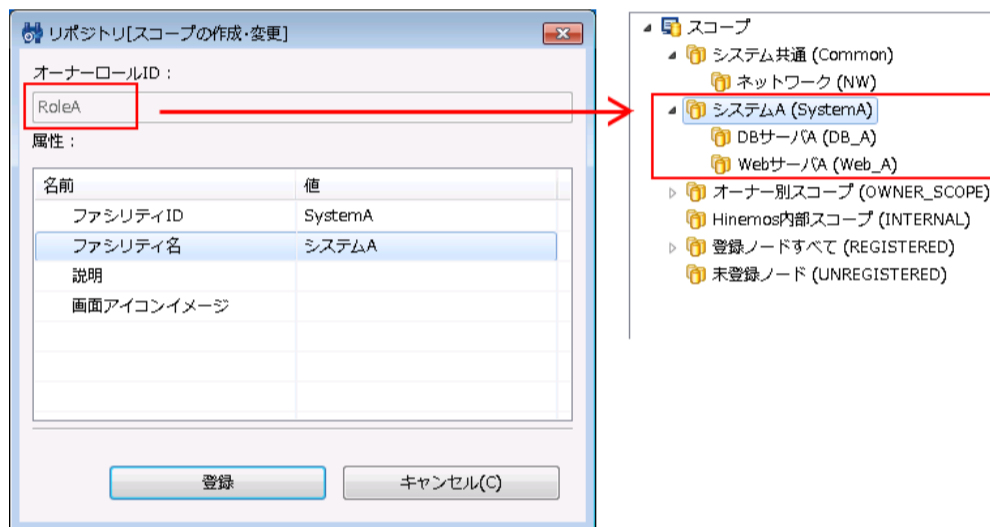 リポジトリ[スコープの作成・変更]
オーナーロールID：
RoleA
属性：
名前 値
ファシリティID SystemA
ファシリティ名 システムA
説明
画面アイコンイメージ
登録 キャンセル(C)
スコープ
システム共通 (Common)
ネットワーク (NW)
システムA (SystemA)
DBサーバA (DB_A)
WebサーバA (Web_A)
オーナー別スコープ (OWNER_SCOPE)
Hinemos内部スコープ (INTERNAL)
登録ノードすべて (REGISTERED)
未登録ノード (UNREGISTERED)